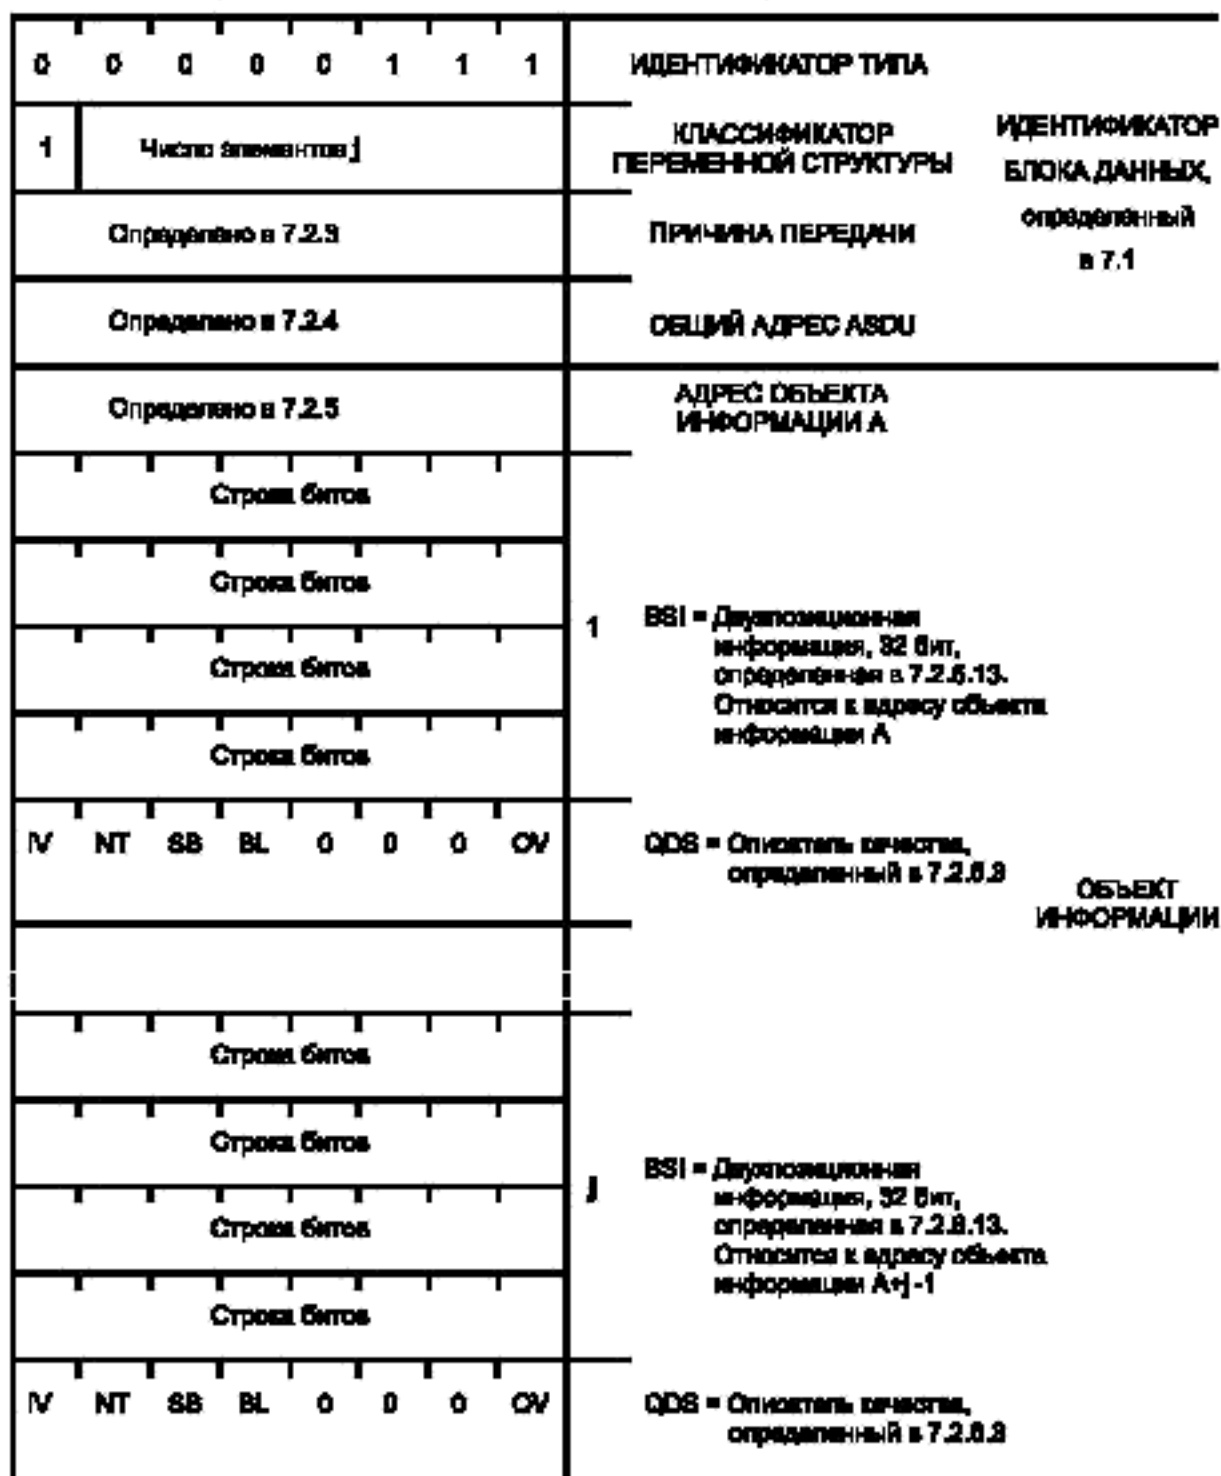 0 0 0 0 0 1 1 1
ИДЕНТИФИКАТОР ТИПА
1 Число элементов j
КЛАССИФИКАТОР
ПЕРЕМЕННОЙ СТРУКТУРЫ
ИДЕНТИФИКАТОР
БЛОКА ДАННЫХ,
определенный
в 7.1
Определено в 7.2.3
ПРИЧИНА ПЕРЕДАЧИ
Определено в 7.2.4
ОБЩИЙ АДРЕС ASDU
Определено в 7.2.5
АДРЕС ОБЪЕКТА
ИНФОРМАЦИИ А
Строка битов
Строка битов
Строка битов
Строка битов
1
BSI = Двухпозиционная
информация, 32 бит,
определенная в 7.2.6.13.
Относится к адресу объекта
информации А
IV NT SB BL 0 0 0 OV
QDS = Описатель качества,
определенный в 7.2.6.3
ОБЪЕКТ
ИНФОРМАЦИИ
Строка битов
Строка битов
Строка битов
Строка битов
j
BSI = Двухпозиционная
информация, 32 бит,
определенная в 7.2.6.13.
Относится к адресу объекта
информации А+j -1
IV NT SB BL 0 0 0 OV
QDS = Описатель качества,
определенный в 7.2.6.3